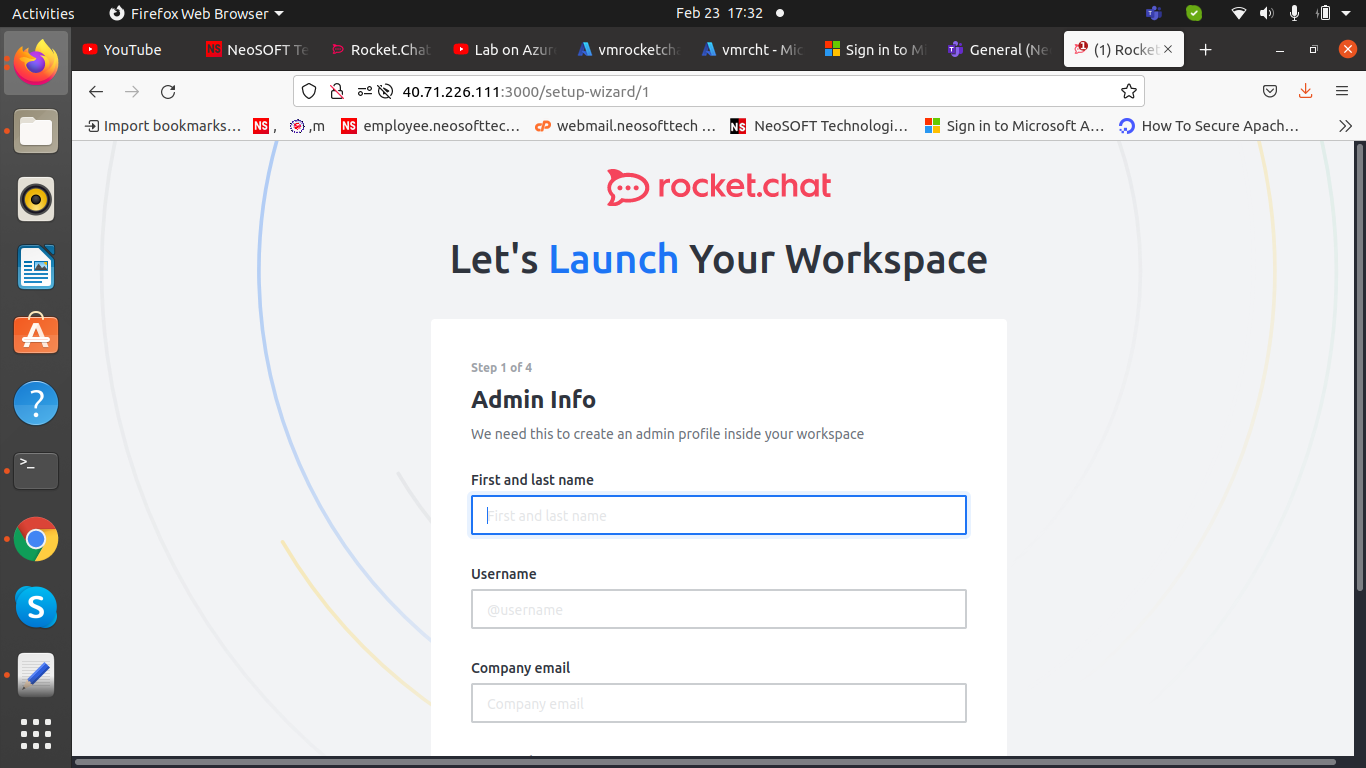 Activities Firefox Web Browser Feb 23 17:32
YouTube NeoSOFT Te Rocket.Chat Lab on Azur vmrocketcha vmrcht - Mic Sign in to Mi General (Ne (1) Rocket
40.71.226.111:3000/setup-wizard/1
Import bookmarks... , ,m employee.neosofttec... webmail.neosofttech ... NeoSOFT Technologi... Sign in to Microsoft A... How To Secure Apach...
rocket.chat
Let's Launch Your Workspace
Step 1 of 4
Admin Info
We need this to create an admin profile inside your workspace
First and last name
First and last name
Username
@username
Company email
Company email